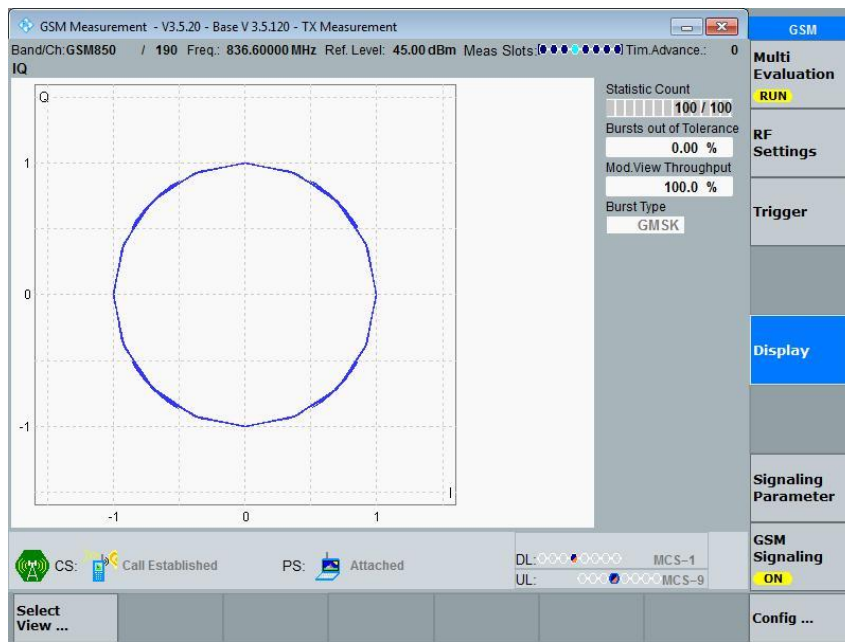 GSM Measurement - V3.5.20 - Base V 3.5.120 - TX Measurement
GSM
Band/Ch:GSM850 / 190 Freq.: 836.60000 MHz Ref. Level: 45.00 dBm Meas Slots: Tim.Advance.: 0
IQ
Multi
Evaluation
RUN
Q
1
0
-1
I
-1 0 1
Statistic Count
100 / 100
Bursts out of Tolerance
0.00 %
Mod.View Throughput
100.0 %
Burst Type
GMSK
RF
Settings
Trigger
Display
Signaling
Parameter
GSM
Signaling
ON
CS: Call Established PS: Attached
DL: MCS-1
UL: MCS-9
Select
View ...
Config ...